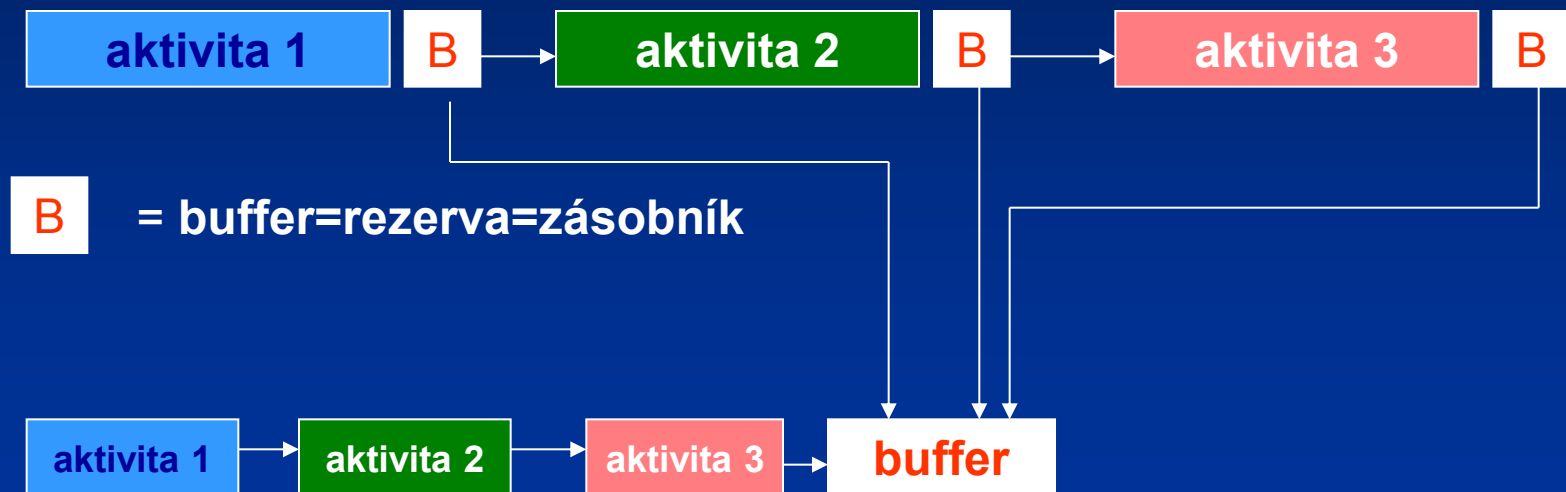 aktivita 1 B aktivita 2 B aktivita 3 B
B = buffer=rezerva=zásobník
aktivita 1 aktivita 2 aktivita 3 buffer